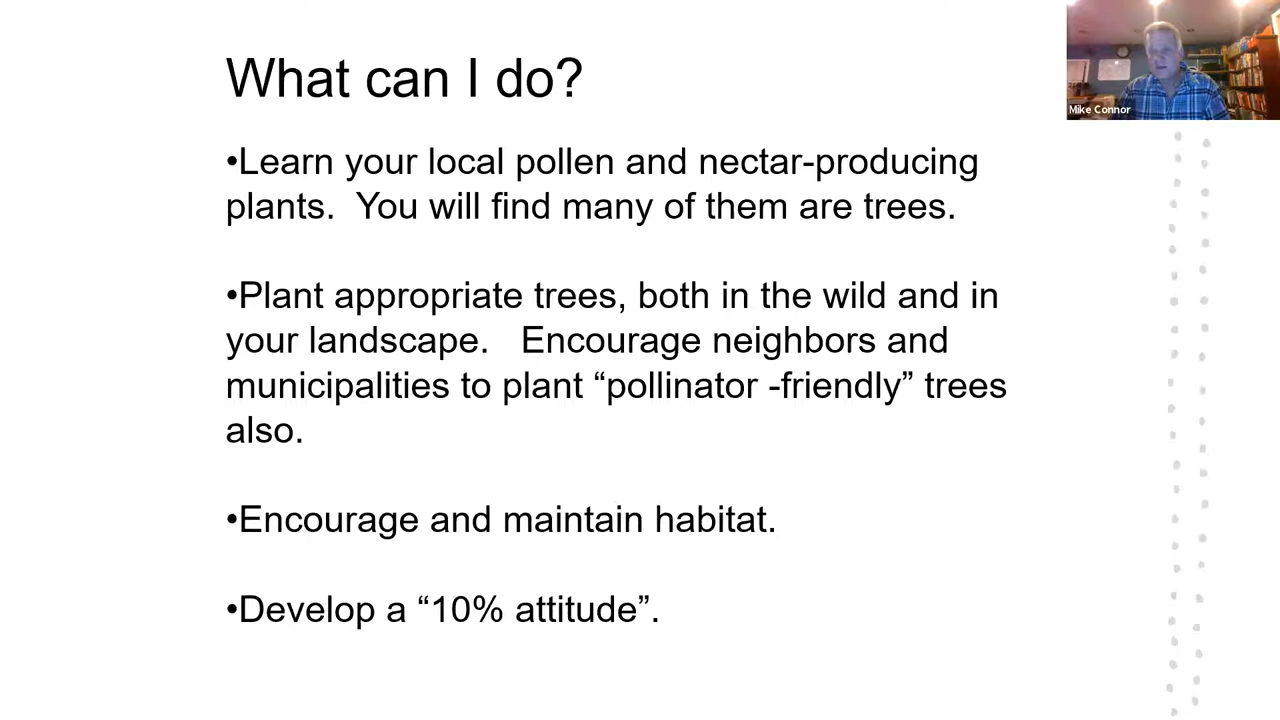 What can I do?
Mike Connor
•Learn your local pollen and nectar-producing
plants.  You will find many of them are trees.
•Plant appropriate trees, both in the wild and in
your landscape.   Encourage neighbors and
municipalities to plant “pollinator -friendly” trees
also.
•Encourage and maintain habitat.
•Develop a “10% attitude”.